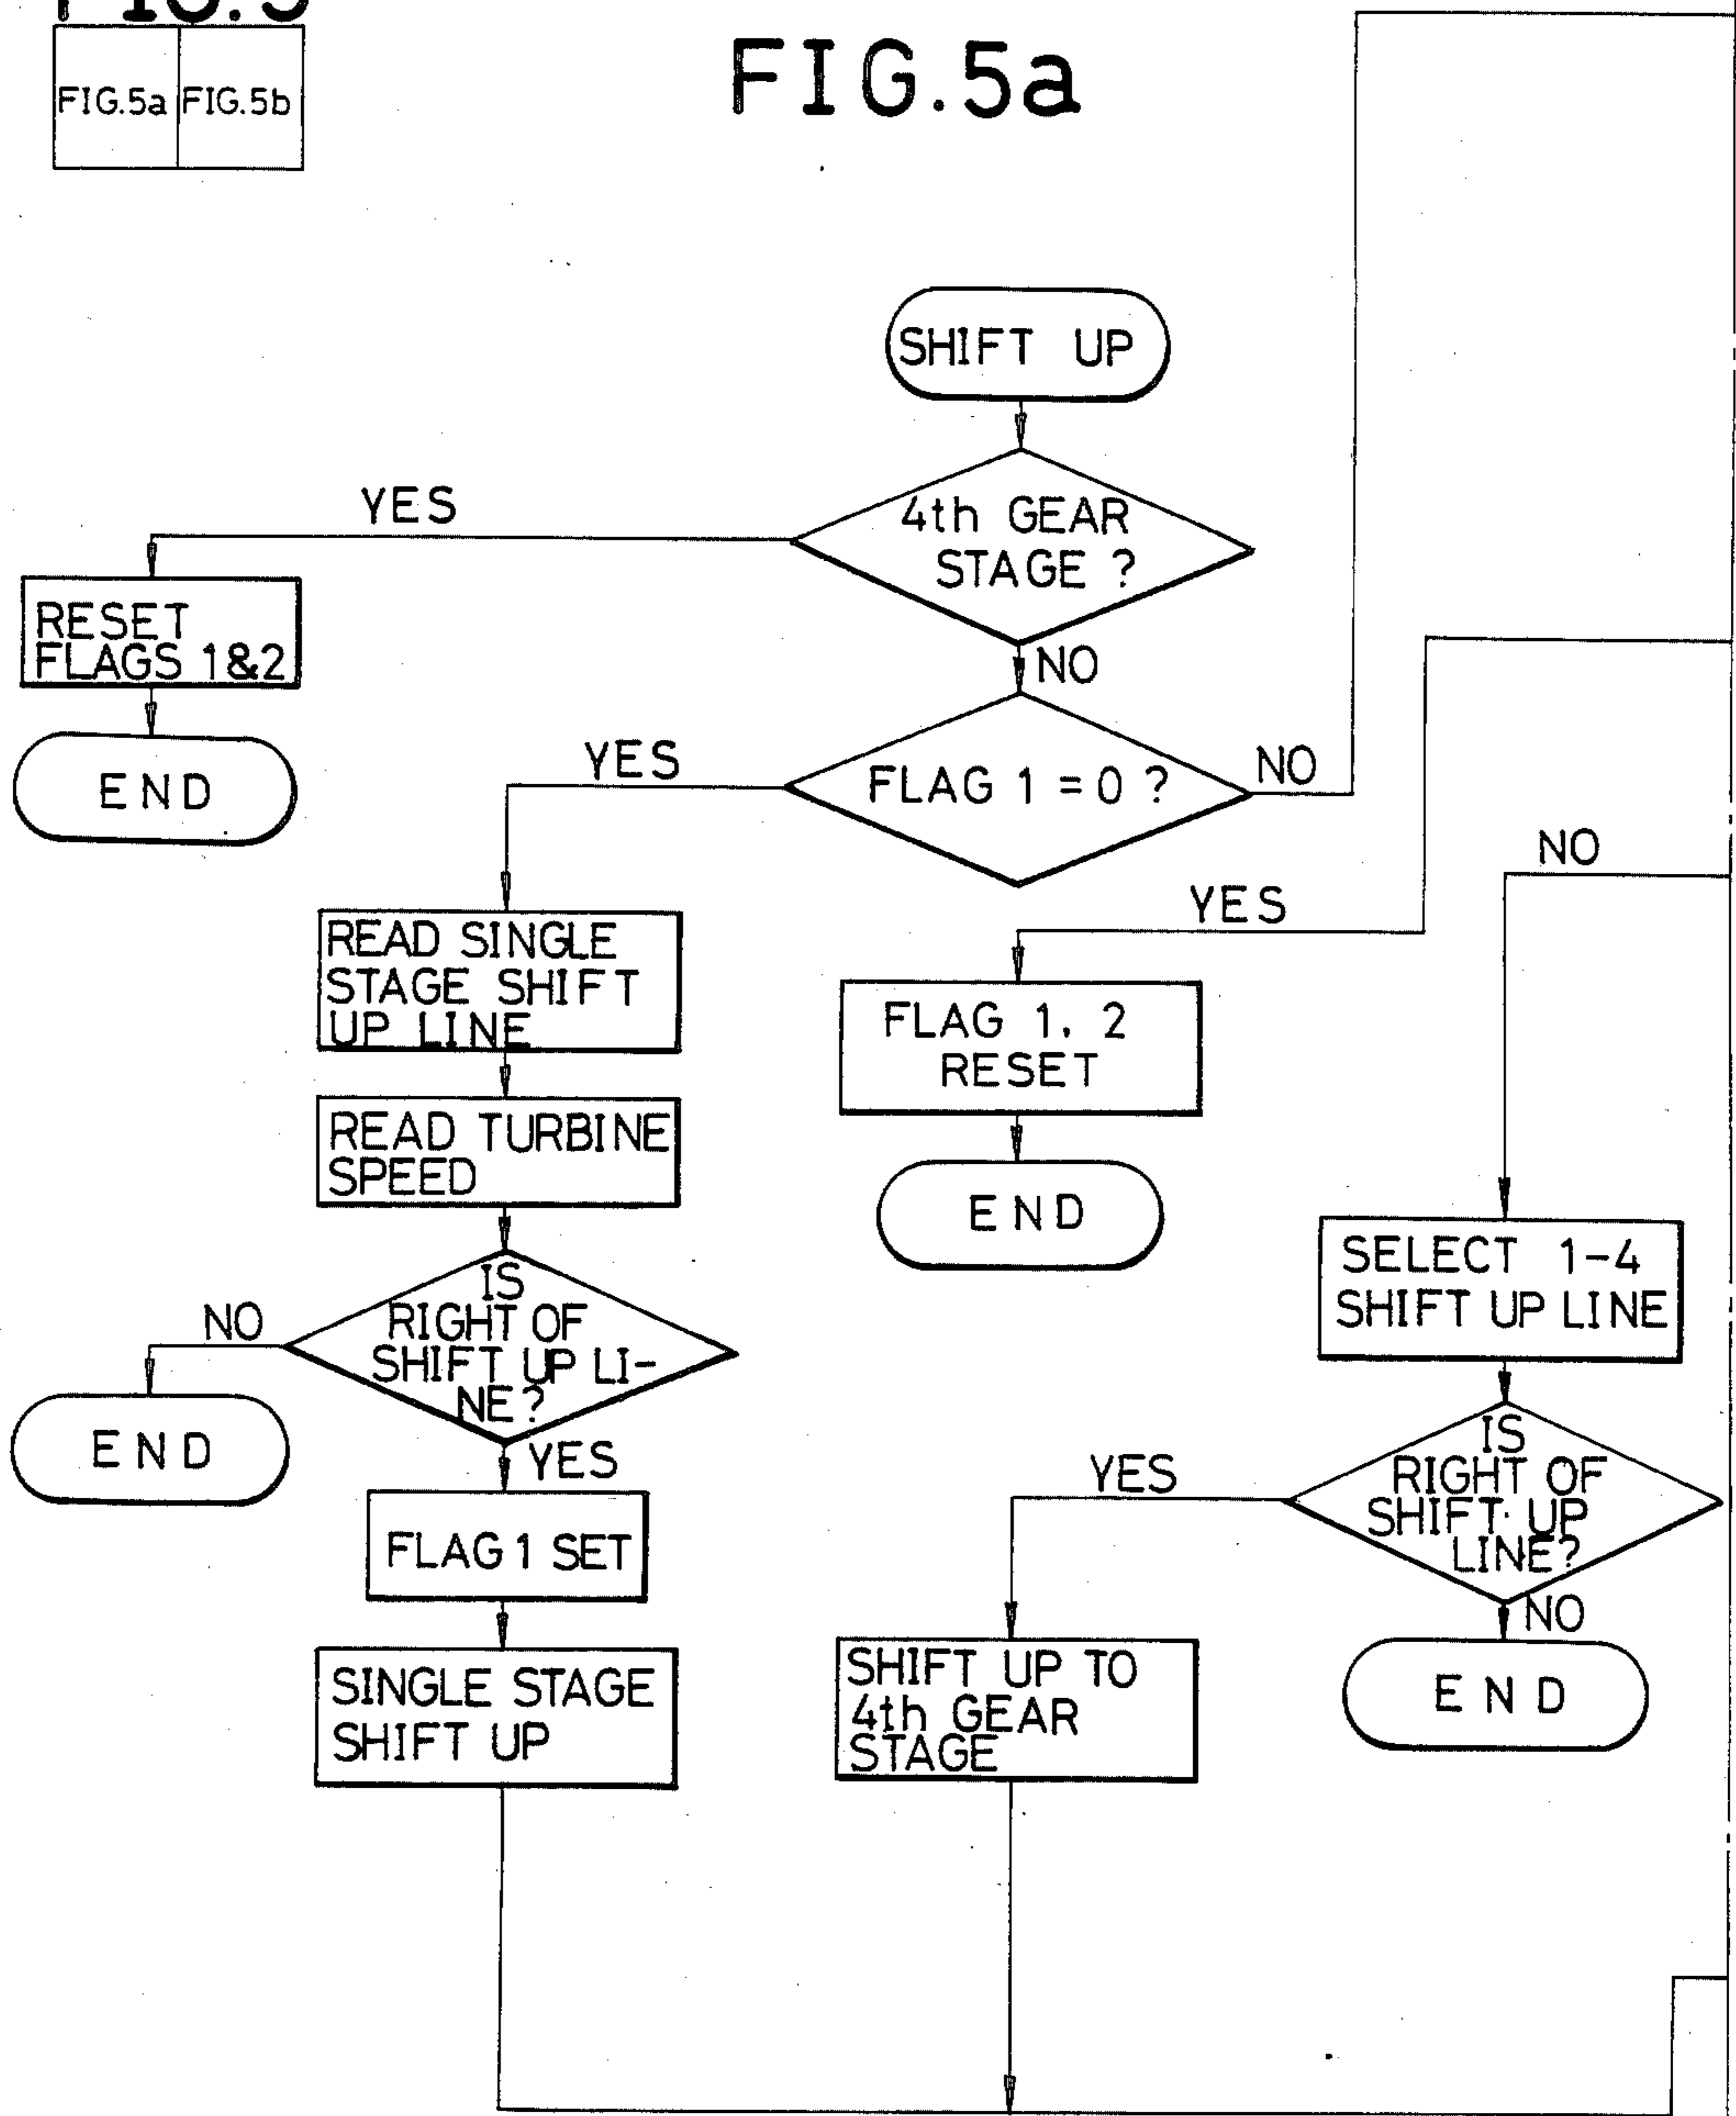 FIG.5
FIG.5a FIG.5b
FIG.5a
SHIFT UP
4th GEAR
STAGE ?
YES
NO
RESET
FLAGS 1&2
END
FLAG 1 = 0 ?
YES
NO
NO
YES
READ SINGLE
STAGE SHIFT
UP LINE
FLAG 1, 2
RESET
END
READ TURBINE
SPEED
IS
RIGHT OF
SHIFT UP LI-
NE?
NO
END
YES
FLAG 1 SET
SINGLE STAGE
SHIFT UP
SELECT 1-4
SHIFT UP LINE
IS
RIGHT OF
SHIFT UP
LINE?
YES
NO
END
SHIFT UP TO
4th GEAR
STAGE